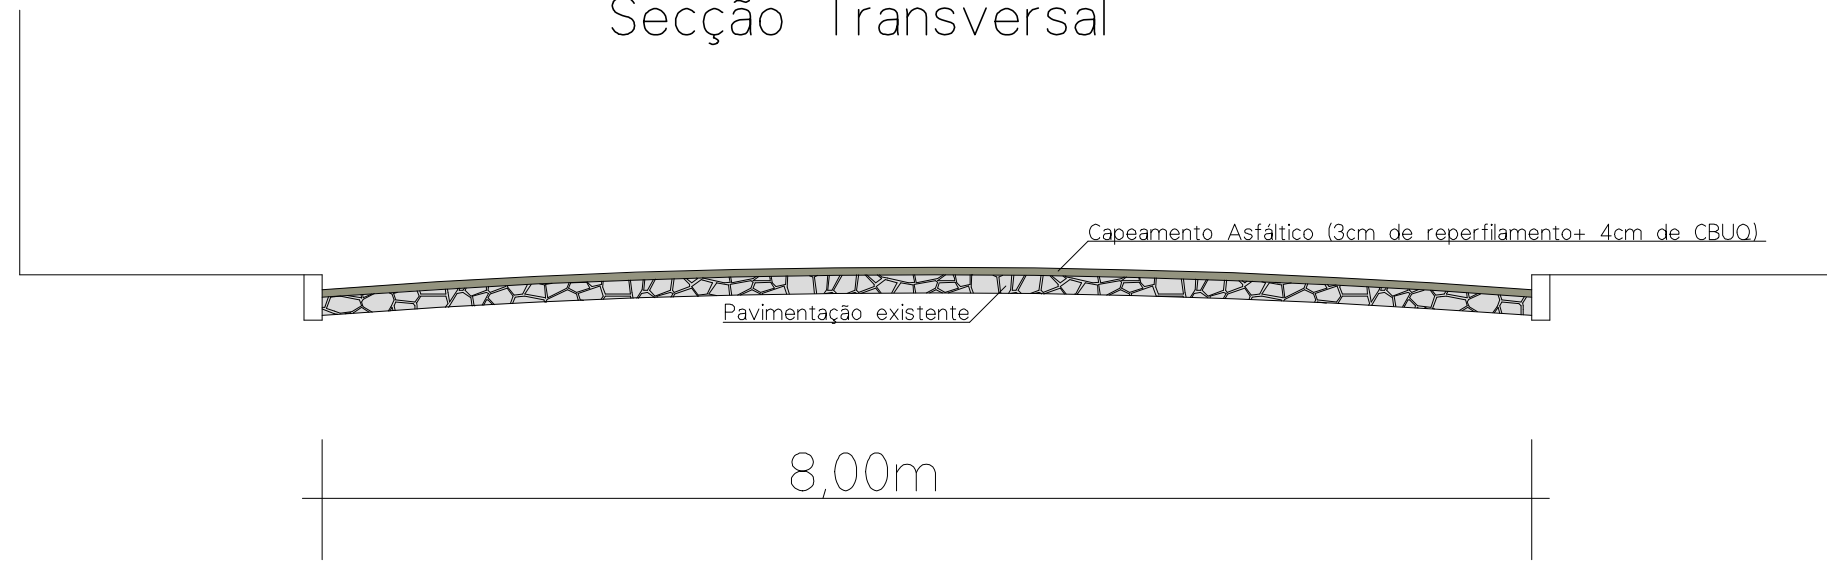 Secção Transversal
Capeamento Asfáltico (3cm de reperfilamento+ 4cm de CBUQ)
Pavimentação existente
8,00m